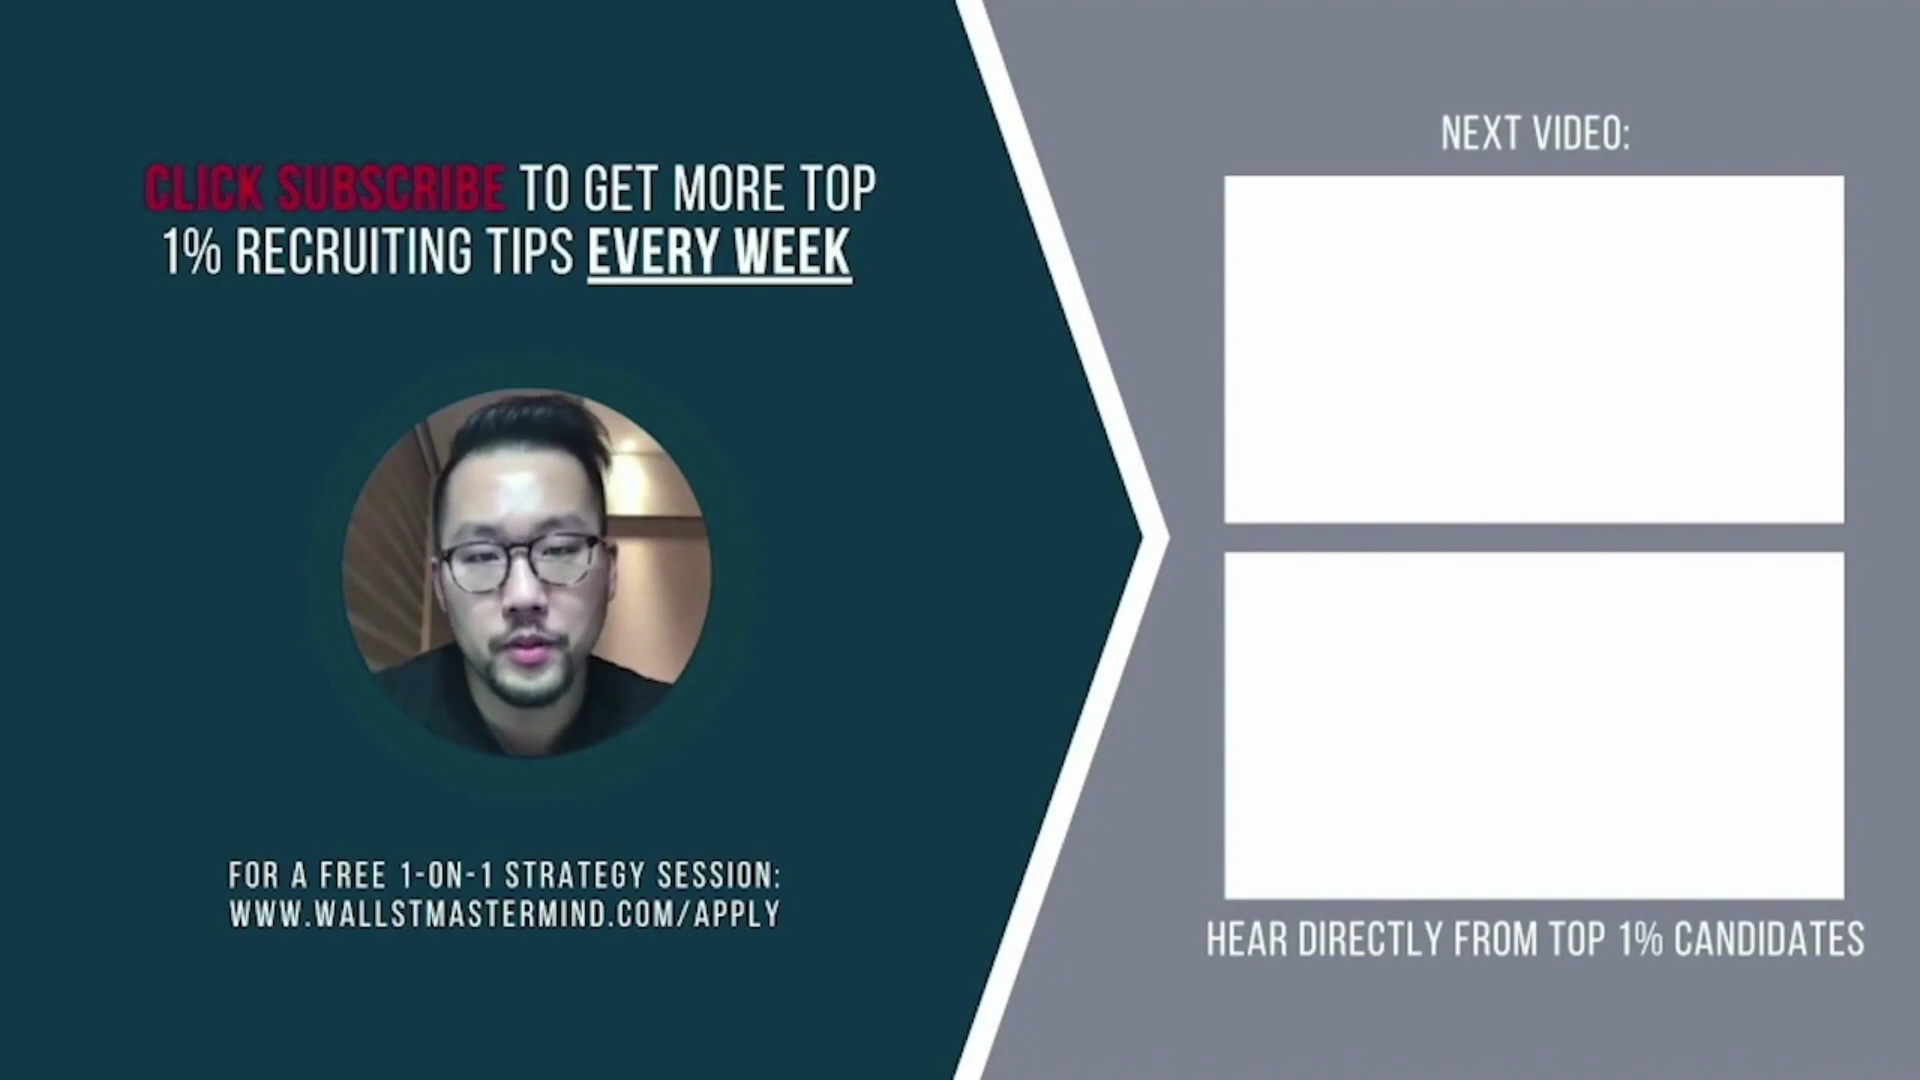 CLICK SUBSCRIBE TO GET MORE TOP
1% RECRUITING TIPS EVERY WEEK
FOR A FREE 1-ON-1 STRATEGY SESSION:
WWW.WALLSTMASTERMIND.COM/APPLY
NEXT VIDEO:
HEAR DIRECTLY FROM TOP 1% CANDIDATES